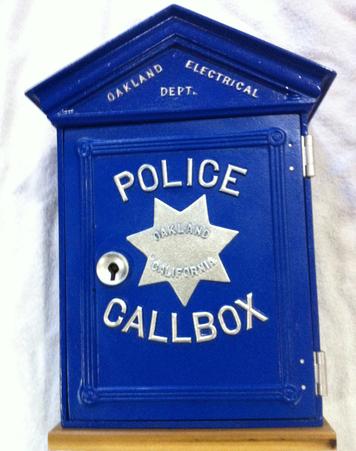 OAKLAND ELECTRICAL
DEPT.
POLICE
OAKLAND
CALIFORNIA
CALLBOX